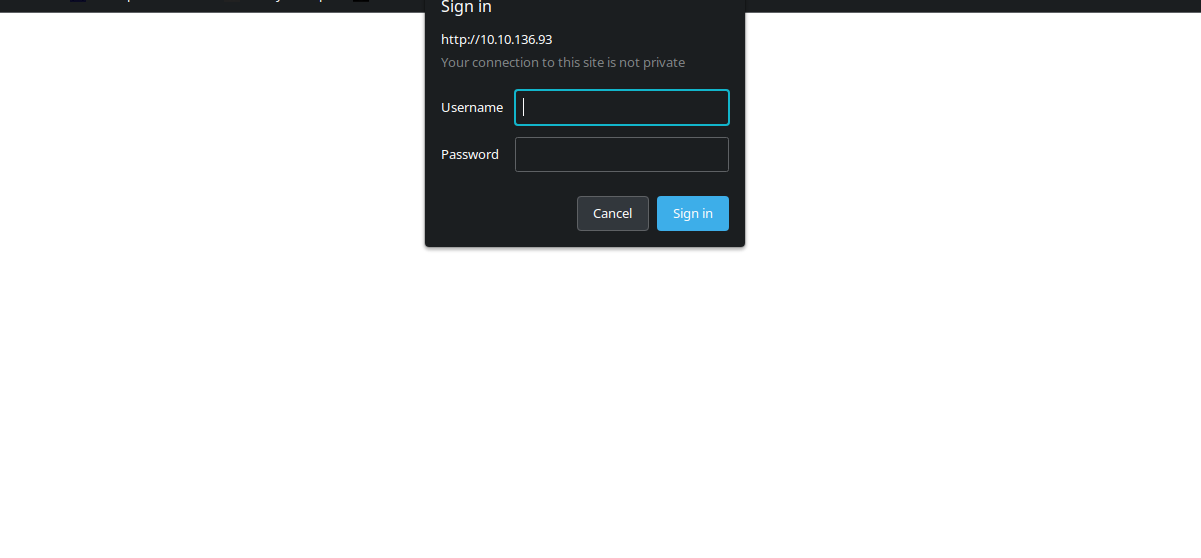 Sign in
http://10.10.136.93
Your connection to this site is not private
Username
Password
Cancel
Sign in